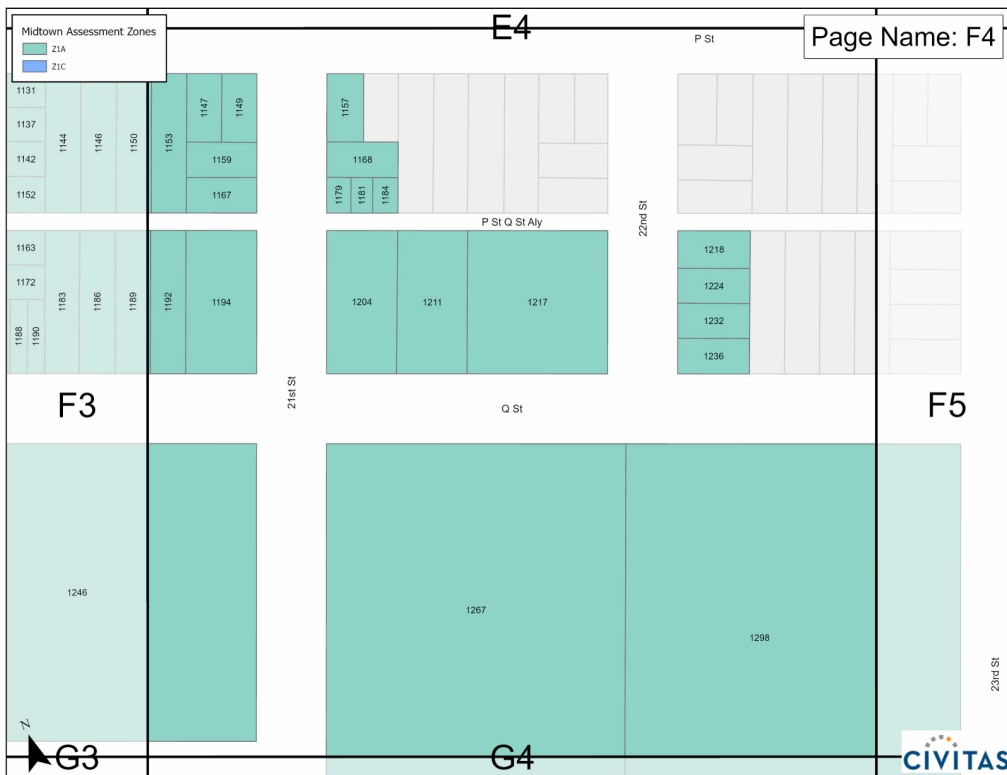 Midtown Assessment Zones
Z1A
Z1C
E4
P St
Page Name: F4
1131
1137
1142
1152
1144
1146
1150
1153
1147
1149
1159
1167
1157
1168
1179
1181
1184
P St Q St Aly
22nd St
1163
1172
1188
1190
1183
1186
1189
1192
1194
1204
1211
1217
1218
1224
1232
1236
F3
21st St
Q St
F5
1246
1267
1298
23rd St
N
G3
G4
CIVITAS